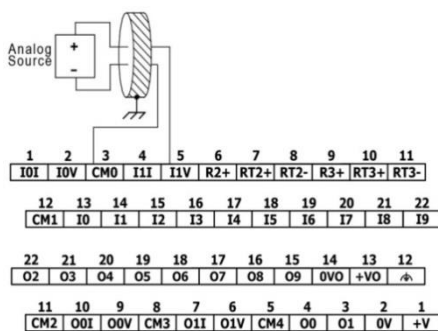 Analog
Source
+
-
1 2 3 4 5 6 7 8 9 10 11
I0I I0V CM0 I1I I1V R2+ RT2+ RT2- R3+ RT3+ RT3-
12 13 14 15 16 17 18 19 20 21 22
CM1 I0 I1 I2 I3 I4 I5 I6 I7 I8 I9
22 21 20 19 18 17 16 15 14 13 12
O2 O3 O4 O5 O6 O7 O8 O9 0VO +VO
11 10 9 8 7 6 5 4 3 2 1
CM2 O0I O0V CM3 O1I O1V CM4 O0 O1 0V +V